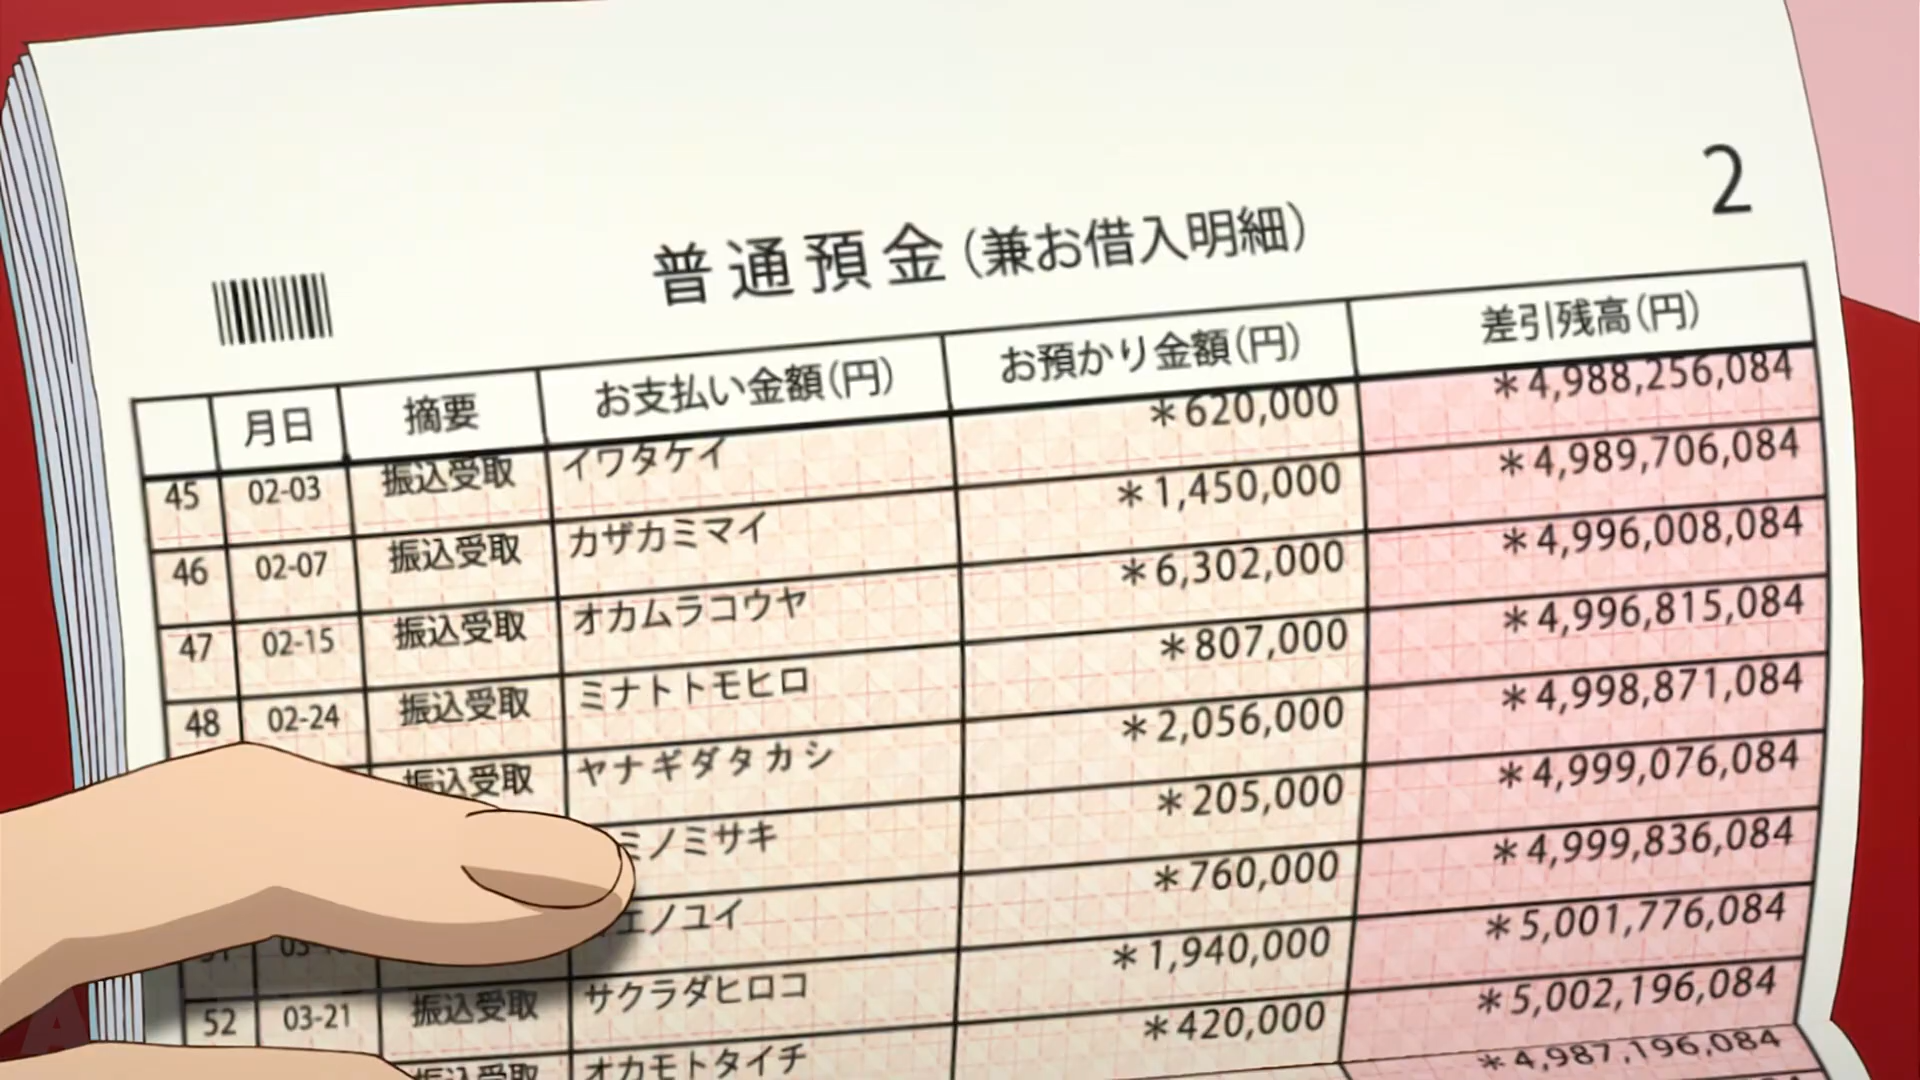 2
普通預金(兼お借入明細)
月日 摘要 お支払い金額(円) お預かり金額(円) 差引残高(円)
45 02-03 振込受取 イワタケイ *620,000 *4,988,256,084
46 02-07 振込受取 カザカミマイ *1,450,000 *4,989,706,084
47 02-15 振込受取 オカムラコウヤ *6,302,000 *4,996,008,084
48 02-24 振込受取 ミナトトモヒロ *807,000 *4,996,815,084
振込受取 ヤナギダタカシ *2,056,000 *4,998,871,084
ミノミサキ *205,000 *4,999,076,084
エノユイ *760,000 *4,999,836,084
52 03-21 振込受取 サクラダヒロコ *1,940,000 *5,001,776,084
振込受取 オカモトタイチ *420,000 *5,002,196,084
*4,987,196,084